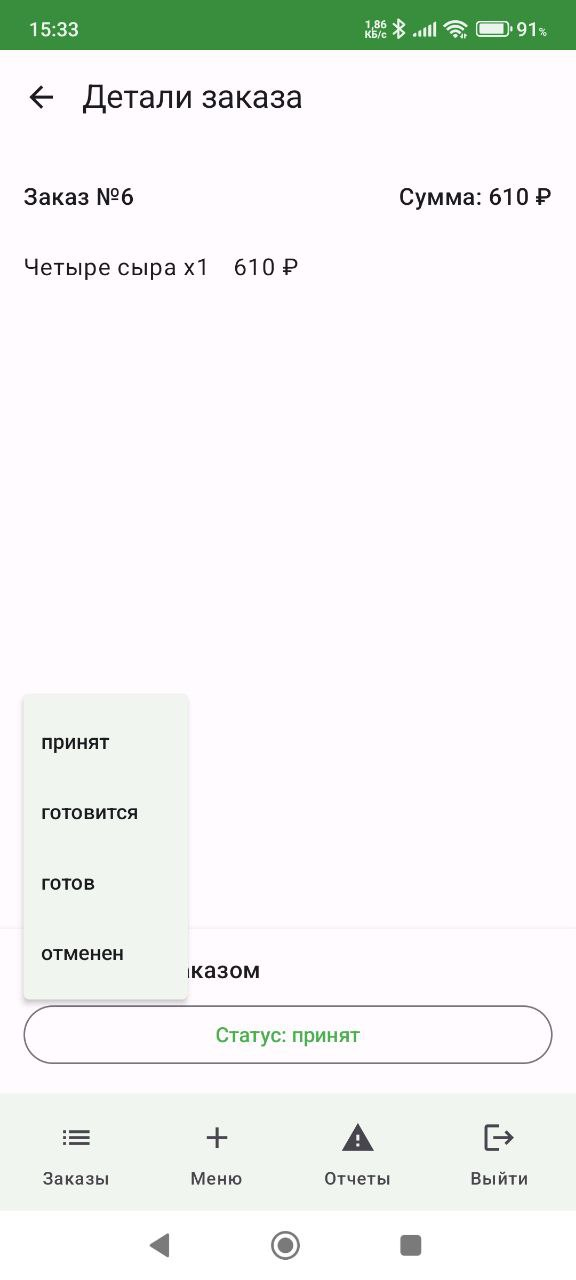 15:33 1,86 КБ/с 91%
Детали заказа
Заказ №6 Сумма: 610 ₽
Четыре сыра x1 610 ₽
принят
готовится
готов
отменен
аказом
Статус: принят
Заказы Меню Отчеты Выйти